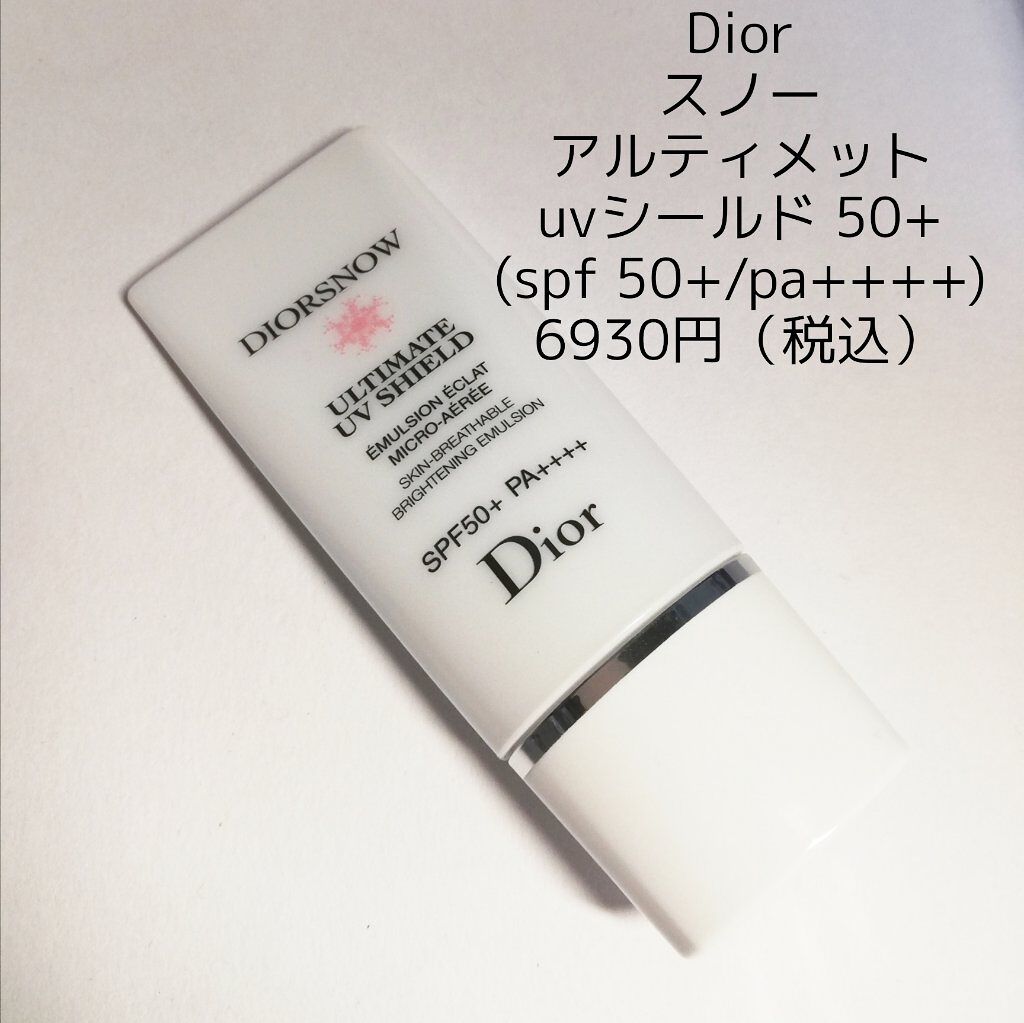 Dior
スノー
アルティメット
uvシールド 50+
(spf 50+/pa++++)
6930円（税込）
DIORSNOW
ULTIMATE
UV SHIELD
ÉMULSION ÉCLAT
MICRO-AÉRÉE
SKIN-BREATHABLE
BRIGHTENING EMULSION
SPF50+ PA++++
Dior